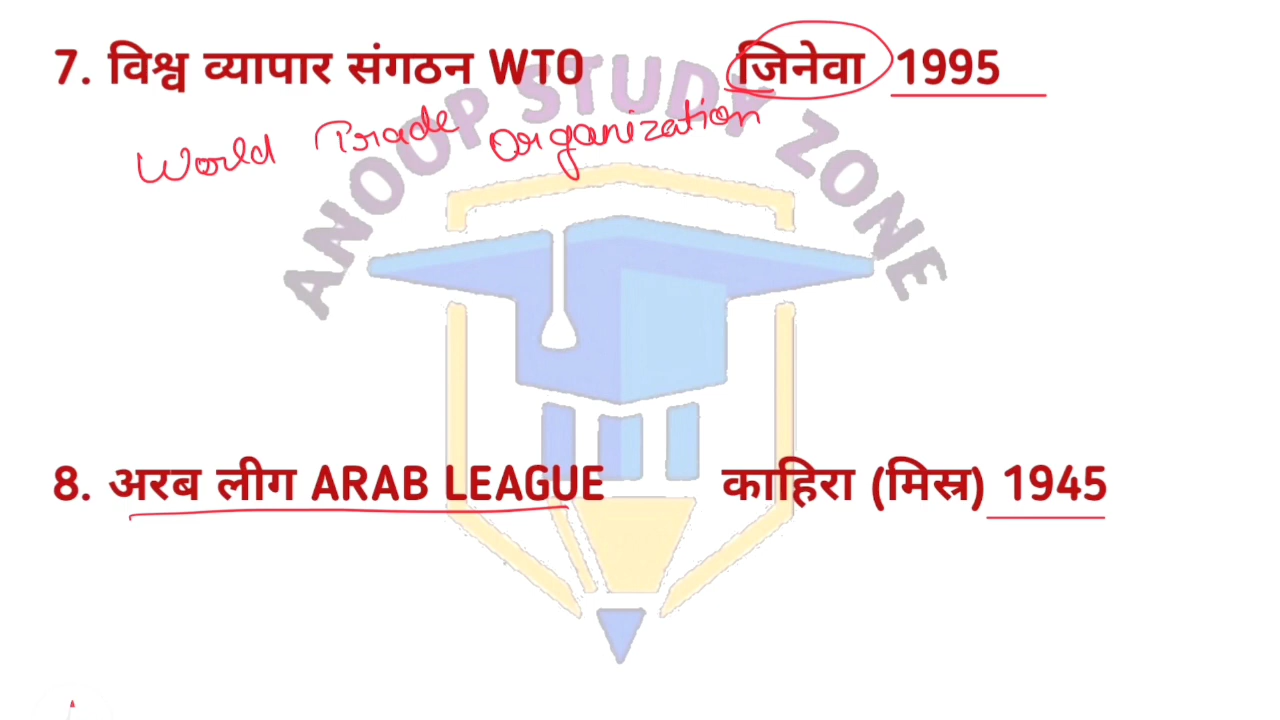 7. विश्व व्यापार संगठन WTO जिनेवा 1995
World Trade Organization
ANOOP STUDY ZONE
8. अरब लीग ARAB LEAGUE काहिरा (मिस्र) 1945